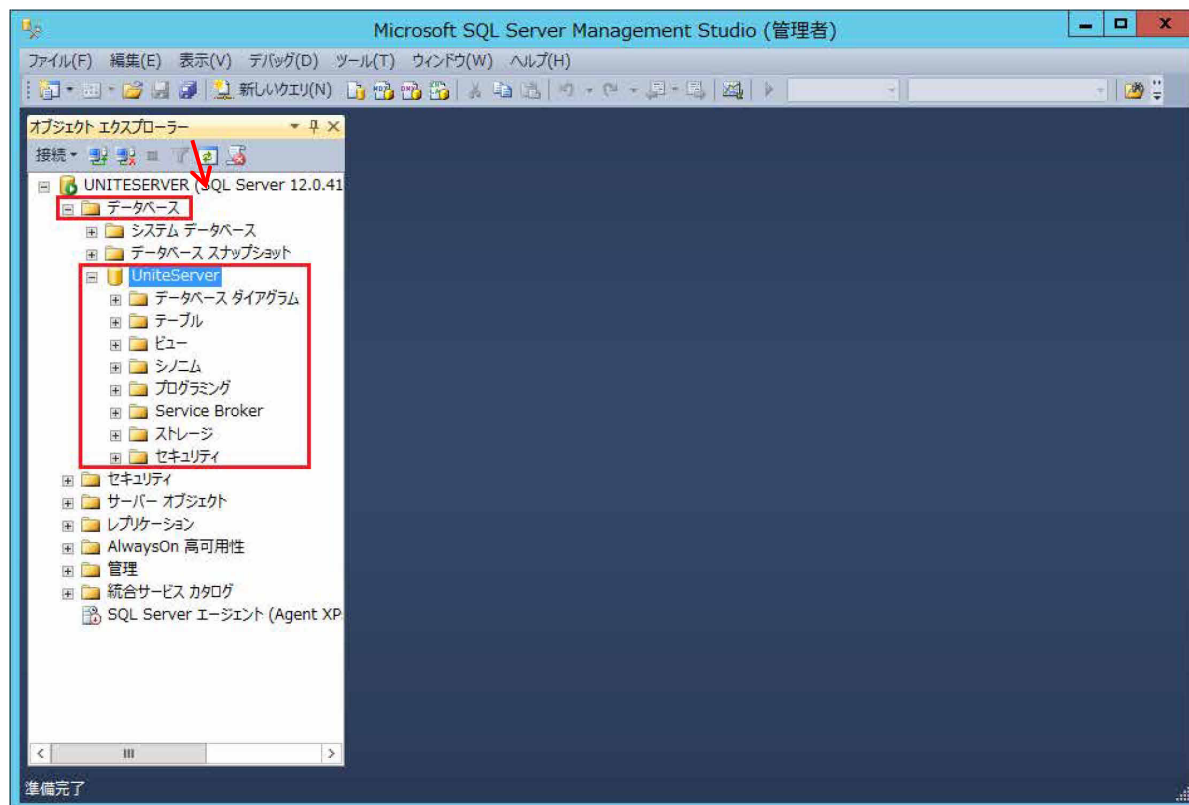 Microsoft SQL Server Management Studio (管理者)
ファイル(F) 編集(E) 表示(V) デバッグ(D) ツール(T) ウィンドウ(W) ヘルプ(H)
新しいクエリ(N)
オブジェクト エクスプローラー
接続
UNITESERVER (SQL Server 12.0.41
データベース
システム データベース
データベース スナップショット
UniteServer
データベース ダイアグラム
テーブル
ビュー
シノニム
プログラミング
Service Broker
ストレージ
セキュリティ
セキュリティ
サーバー オブジェクト
レプリケーション
AlwaysOn 高可用性
管理
統合サービス カタログ
SQL Server エージェント (Agent XP
準備完了